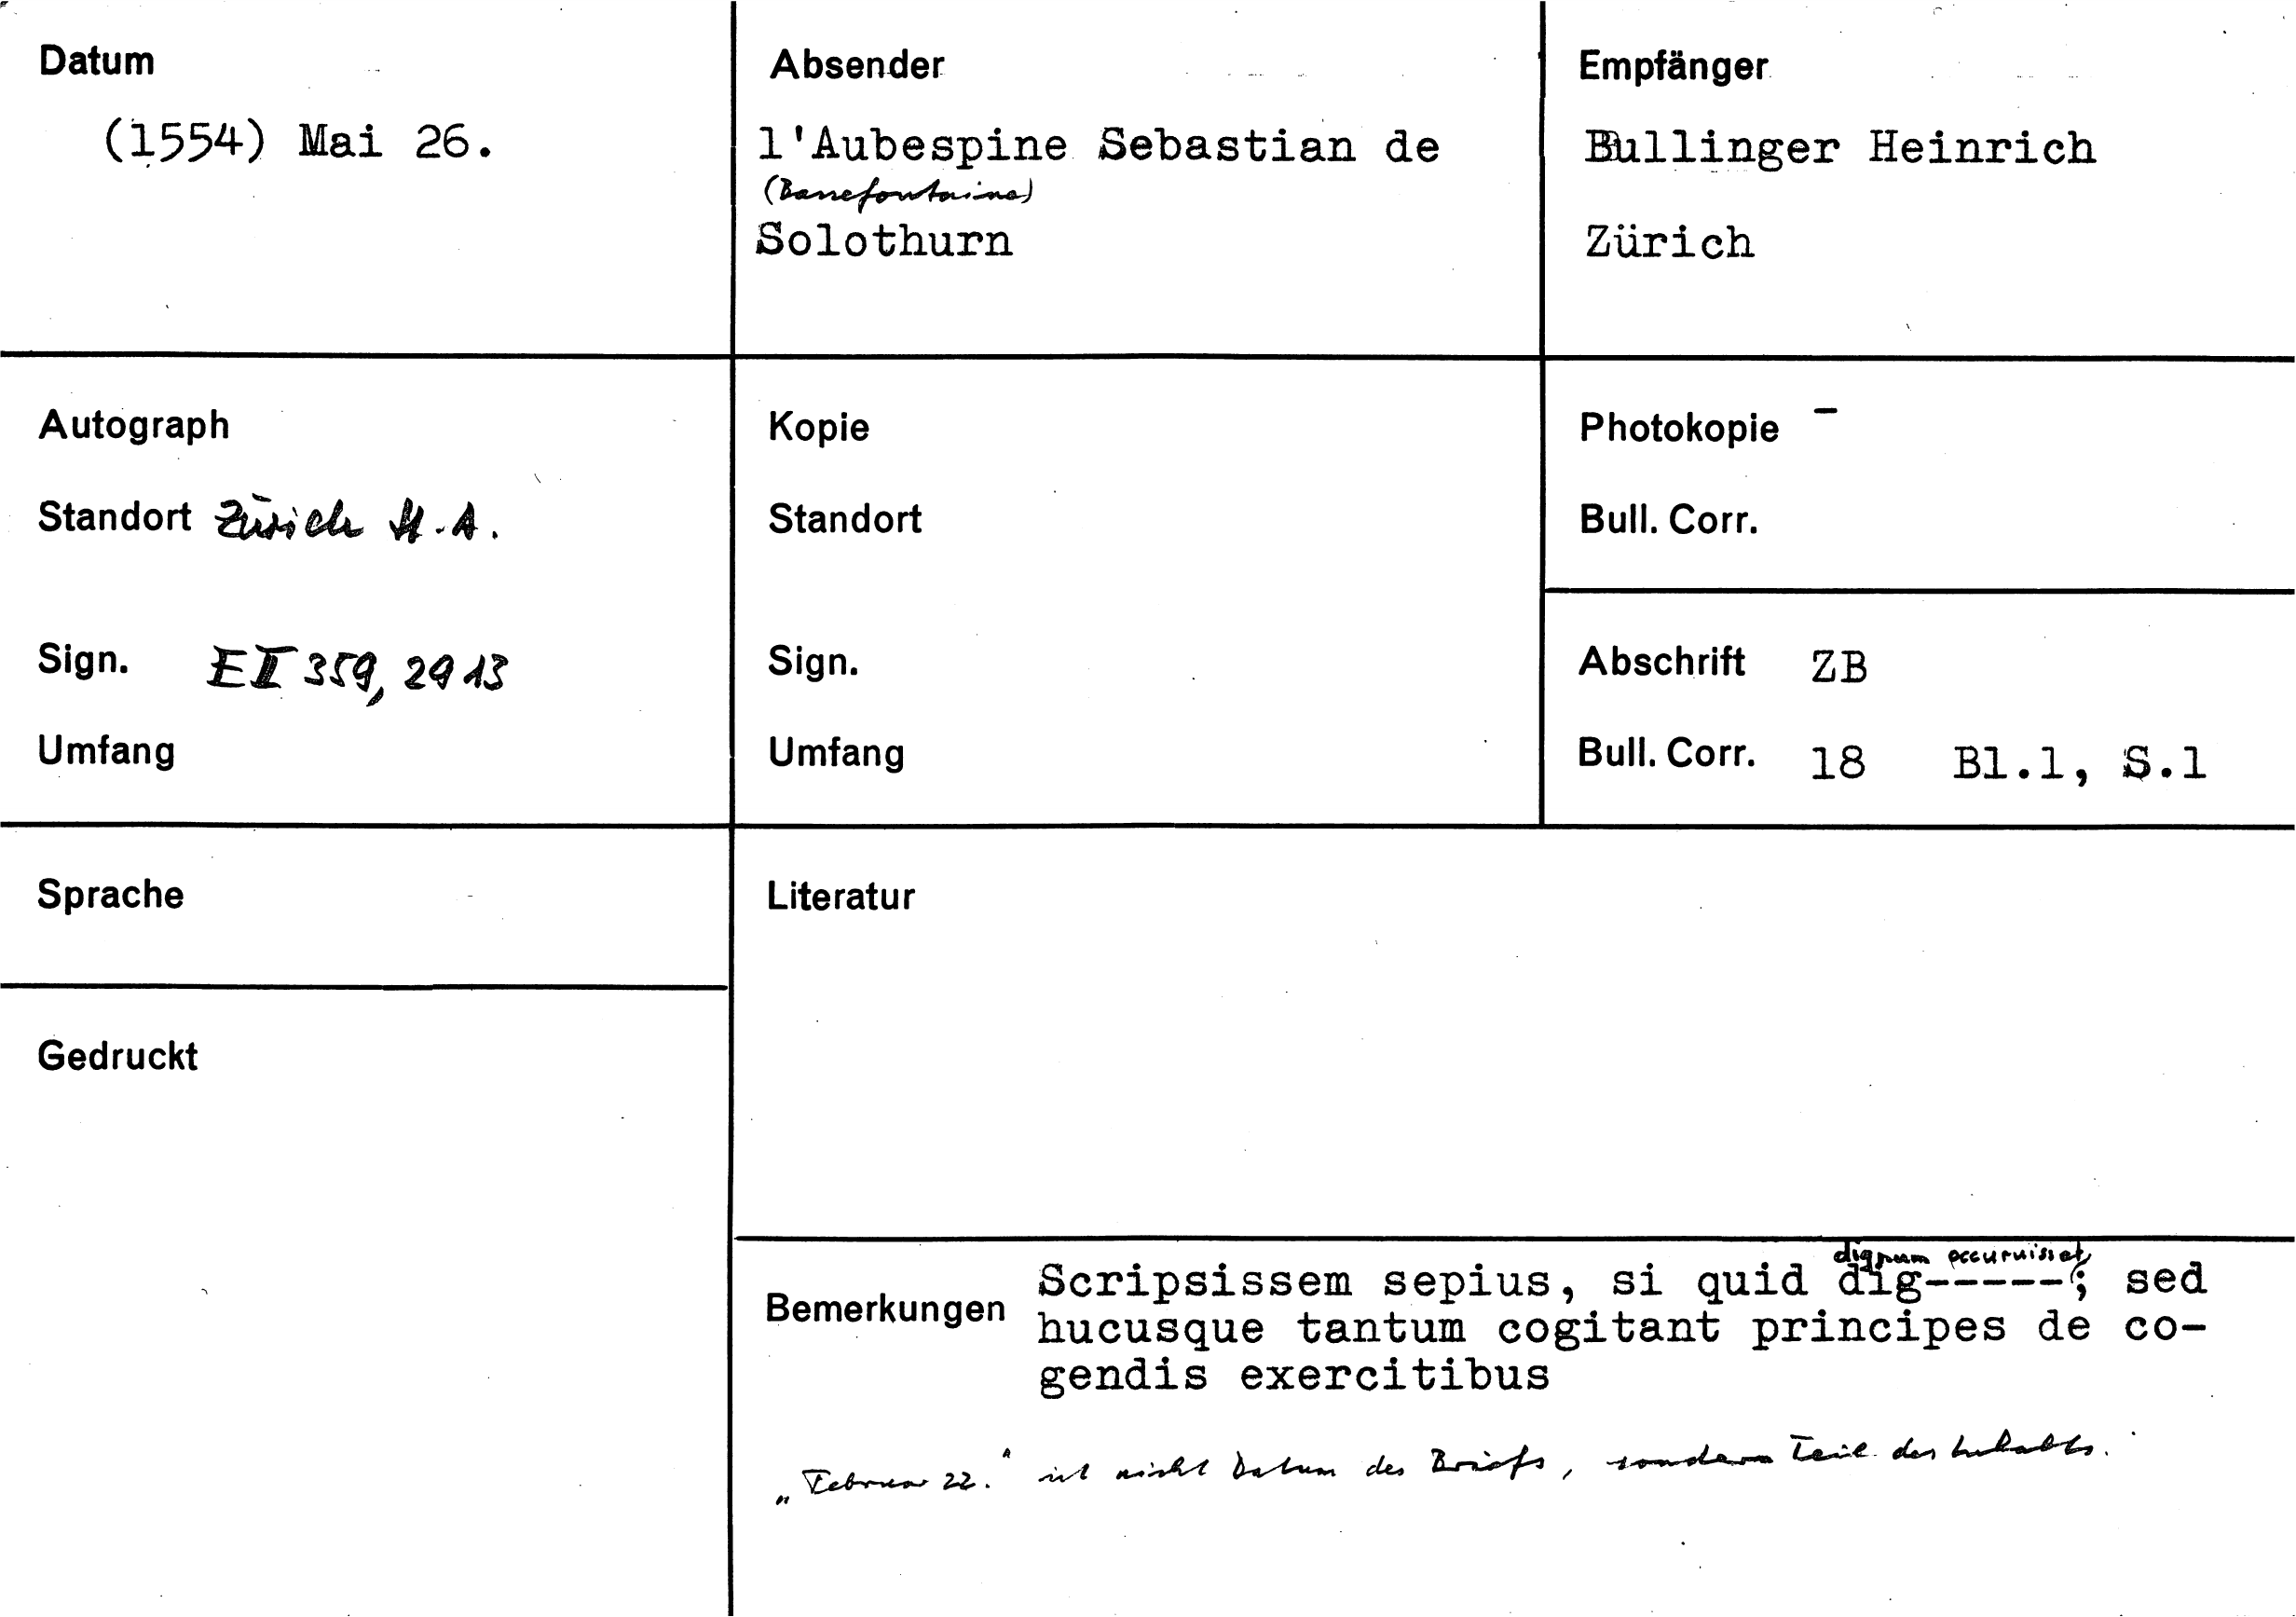 Datum
(1554) Mai 26.
Absender
l'Aubespine Sebastian de
(Bassefontaine)
Solothurn
Empfänger
Bullinger Heinrich
Zürich
Autograph
Standort Zürich St.A.
Sign. E II 359, 2913
Umfang
Kopie
Standort
Sign.
Umfang
Photokopie –
Bull. Corr.
Abschrift ZB
Bull. Corr. 18 Bl.1, S.1
Sprache
Gedruckt
Literatur
Bemerkungen
dignum occurrisset
Scripsissem sepius, si quid dig-----; sed
hucusque tantum cogitant principes de co-
gendis exercitibus
„Februar 22." ist nicht Datum des Briefs, sondern Teil des Inhalts.